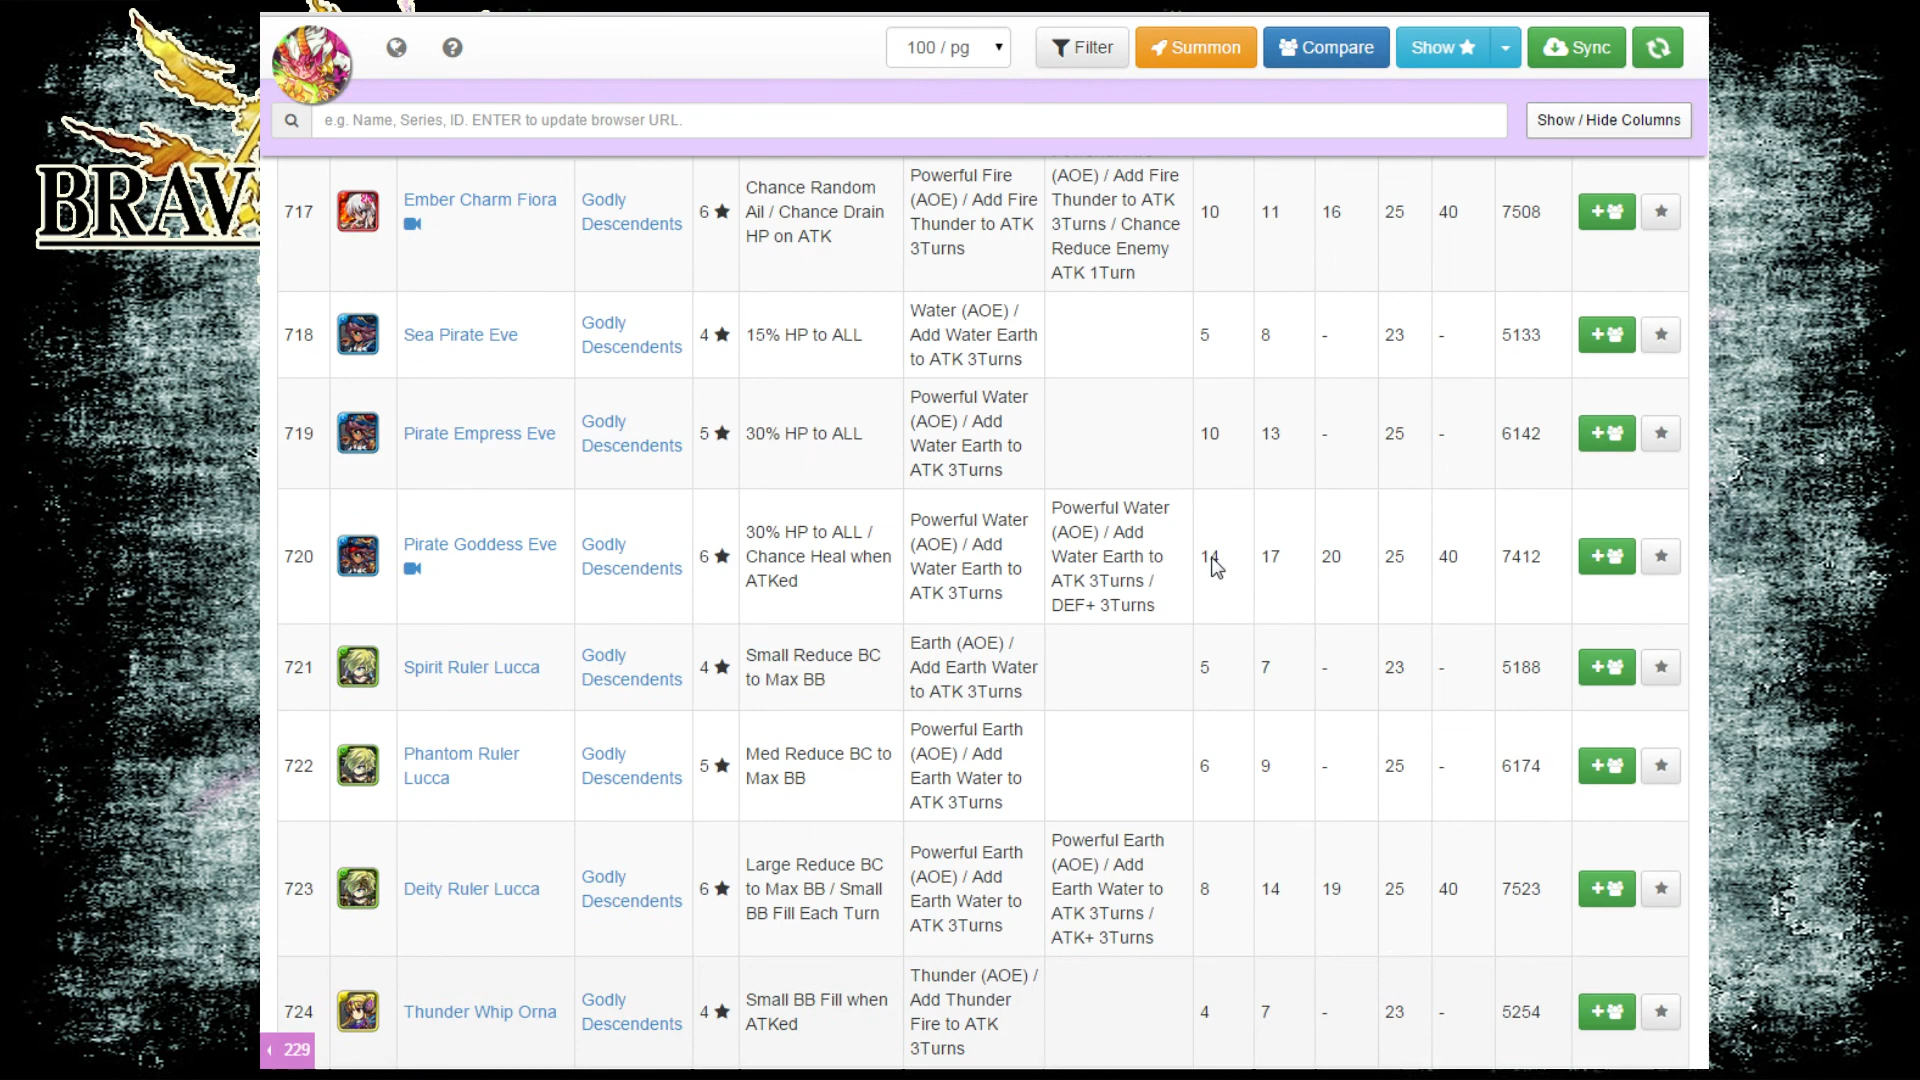 BRAV
100 / pg
Filter
Summon
Compare
Show
Sync
e.g. Name, Series, ID. ENTER to update browser URL.
Show / Hide Columns
717
Ember Charm Fiora
Godly
Descendents
6
Chance Random
Ail / Chance Drain
HP on ATK
Powerful Fire
(AOE) / Add Fire
Thunder to ATK
3Turns
(AOE) / Add Fire
Thunder to ATK
3Turns / Chance
Reduce Enemy
ATK 1Turn
10
11
16
25
40
7508
718
Sea Pirate Eve
Godly
Descendents
4
15% HP to ALL
Water (AOE) /
Add Water Earth
to ATK 3Turns
5
8
-
23
-
5133
719
Pirate Empress Eve
Godly
Descendents
5
30% HP to ALL
Powerful Water
(AOE) / Add
Water Earth to
ATK 3Turns
10
13
-
25
-
6142
720
Pirate Goddess Eve
Godly
Descendents
6
30% HP to ALL /
Chance Heal when
ATKed
Powerful Water
(AOE) / Add
Water Earth to
ATK 3Turns
Powerful Water
(AOE) / Add
Water Earth to
ATK 3Turns /
DEF+ 3Turns
14
17
20
25
40
7412
721
Spirit Ruler Lucca
Godly
Descendents
4
Small Reduce BC
to Max BB
Earth (AOE) /
Add Earth Water
to ATK 3Turns
5
7
-
23
-
5188
722
Phantom Ruler
Lucca
Godly
Descendents
5
Med Reduce BC to
Max BB
Powerful Earth
(AOE) / Add
Earth Water to
ATK 3Turns
6
9
-
25
-
6174
723
Deity Ruler Lucca
Godly
Descendents
6
Large Reduce BC
to Max BB / Small
BB Fill Each Turn
Powerful Earth
(AOE) / Add
Earth Water to
ATK 3Turns
Powerful Earth
(AOE) / Add
Earth Water to
ATK 3Turns /
ATK+ 3Turns
8
14
19
25
40
7523
724
Thunder Whip Orna
Godly
Descendents
4
Small BB Fill when
ATKed
Thunder (AOE) /
Add Thunder
Fire to ATK
3Turns
4
7
-
23
-
5254
229